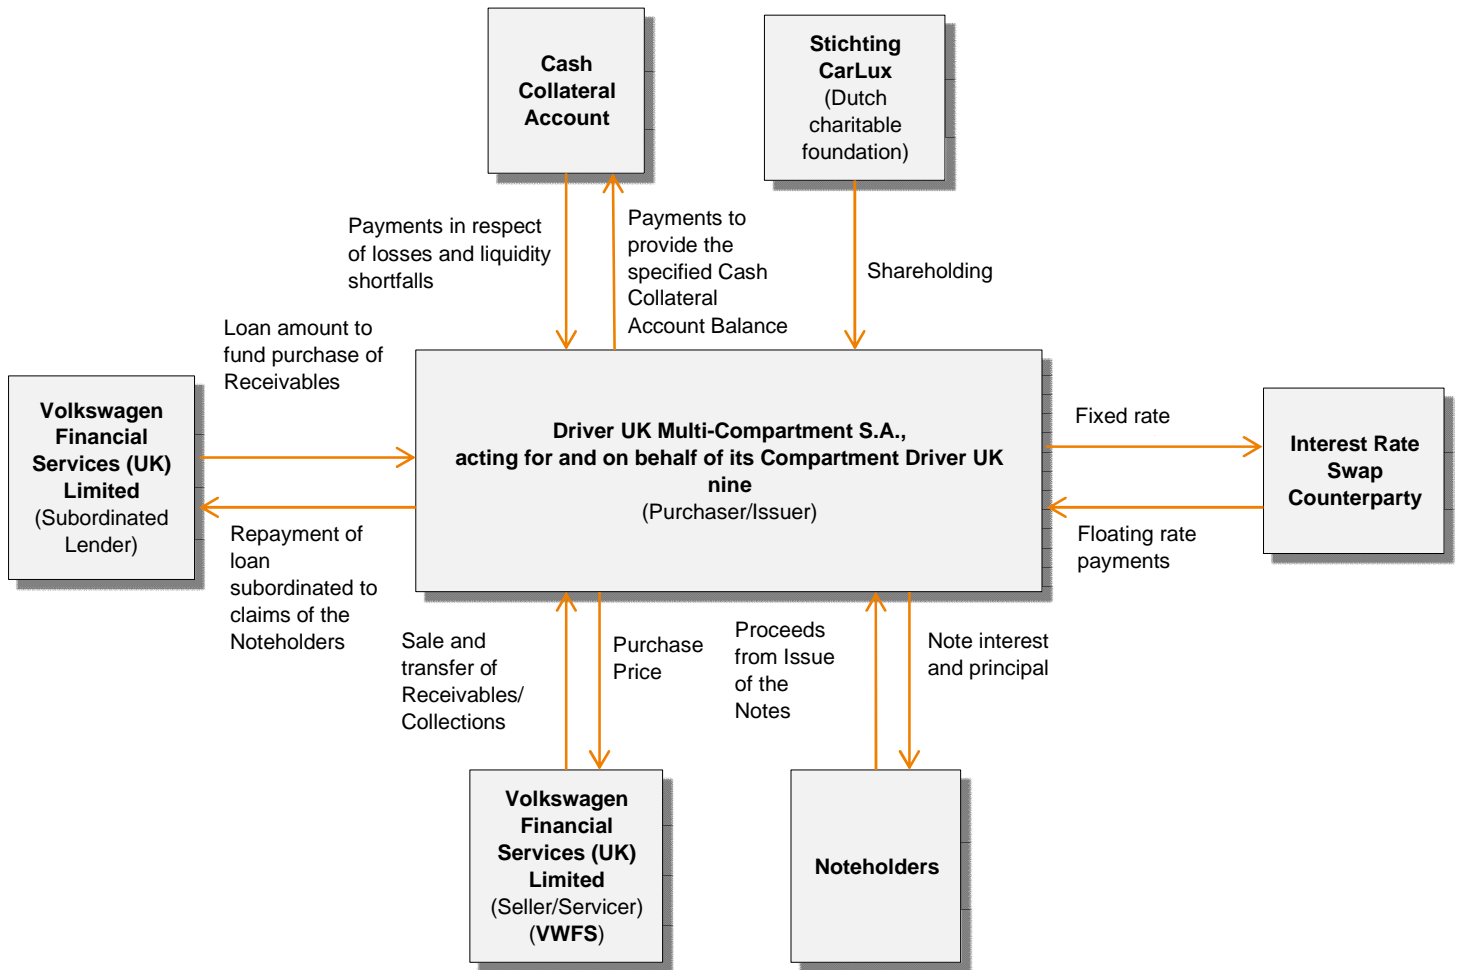 Cash
Collateral
Account
Stichting
CarLux
(Dutch
charitable
foundation)
Payments in respect
of losses and liquidity
shortfalls
Payments to
provide the
specified Cash
Collateral
Account Balance
Shareholding
Loan amount to
fund purchase of
Receivables
Volkswagen
Financial
Services (UK)
Limited
(Subordinated
Lender)
Driver UK Multi-Compartment S.A.,
acting for and on behalf of its Compartment Driver UK
nine
(Purchaser/Issuer)
Fixed rate
Interest Rate
Swap
Counterparty
Floating rate
payments
Repayment of
loan
subordinated to
claims of the
Noteholders
Sale and
transfer of
Receivables/
Collections
Purchase
Price
Proceeds
from Issue
of the
Notes
Note interest
and principal
Volkswagen
Financial
Services (UK)
Limited
(Seller/Servicer)
(VWFS)
Noteholders